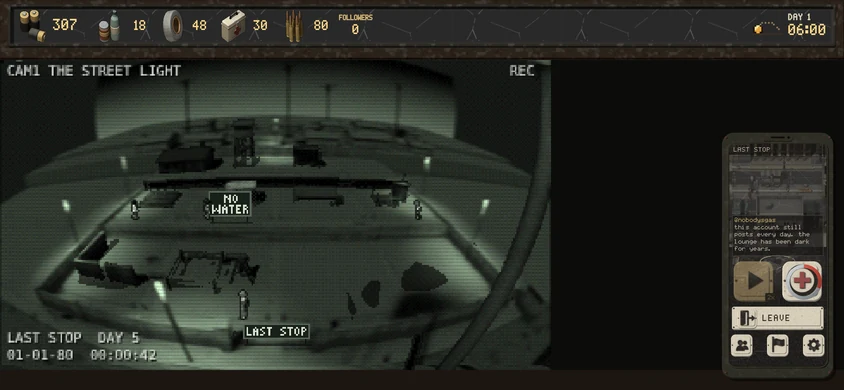 307
18
48
30
80
FOLLOWERS
0
DAY 1
06:00
CAM1 THE STREET LIGHT
REC
NO
WATER
LAST STOP
LAST STOP DAY 5
01-01-80 00:00:42
LAST STOP
@nobodysgas
this account still
posts every day. the
lounge has been dark
for years.
LEAVE